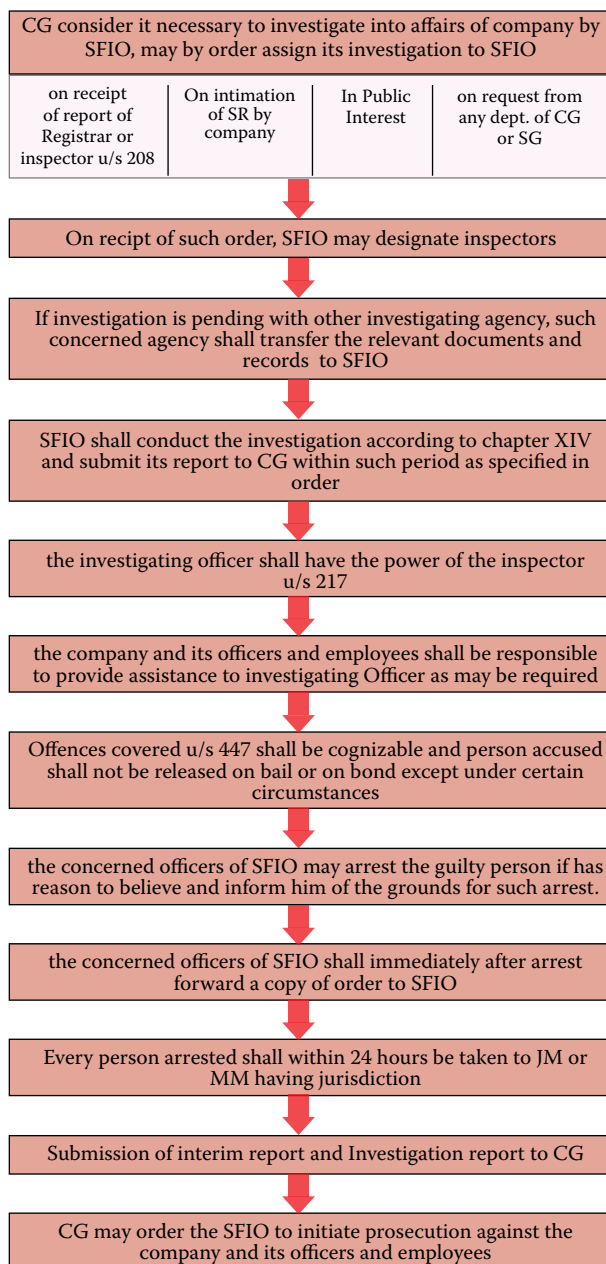 CG consider it necessary to investigate into affairs of company by
SFIO, may by order assign its investigation to SFIO
on receipt
of report of
Registrar or
inspector u/s 208
On intimation
of SR by
company
In Public
Interest
on request from
any dept. of CG
or SG
On recipt of such order, SFIO may designate inspectors
If investigation is pending with other investigating agency, such
concerned agency shall transfer the relevant documents and
records to SFIO
SFIO shall conduct the investigation according to chapter XIV
and submit its report to CG within such period as specified in
order
the investigating officer shall have the power of the inspector
u/s 217
the company and its officers and employees shall be responsible
to provide assistance to investigating Officer as may be required
Offences covered u/s 447 shall be cognizable and person accused
shall not be released on bail or on bond except under certain
circumstances
the concerned officers of SFIO may arrest the guilty person if has
reason to believe and inform him of the grounds for such arrest.
the concerned officers of SFIO shall immediately after arrest
forward a copy of order to SFIO
Every person arrested shall within 24 hours be taken to JM or
MM having jurisdiction
Submission of interim report and Investigation report to CG
CG may order the SFIO to initiate prosecution against the
company and its officers and employees